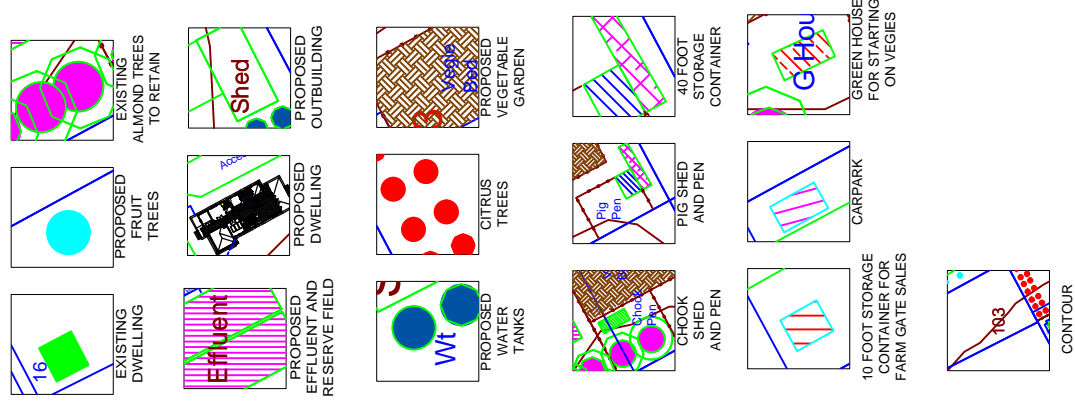 16
EXISTING
DWELLING
PROPOSED
FRUIT
TREES
EXISTING
ALMOND TREES
TO RETAIN
Effluent
PROPOSED
EFFLUENT AND
RESERVE FIELD
PROPOSED
DWELLING
Shed
PROPOSED
OUTBUILDING
Wt
PROPOSED
WATER
TANKS
CITRUS
TREES
Vegie
Bed
PROPOSED
VEGETABLE
GARDEN
Chook
Pen
CHOOK
SHED
AND PEN
Pig
Pen
PIG SHED
AND PEN
40 FOOT
STORAGE
CONTAINER
10 FOOT STORAGE
CONTAINER FOR
FARM GATE SALES
CARPARK
G Hou
GREEN HOUSE
FOR STARTING
ON VEGIES
103
CONTOUR